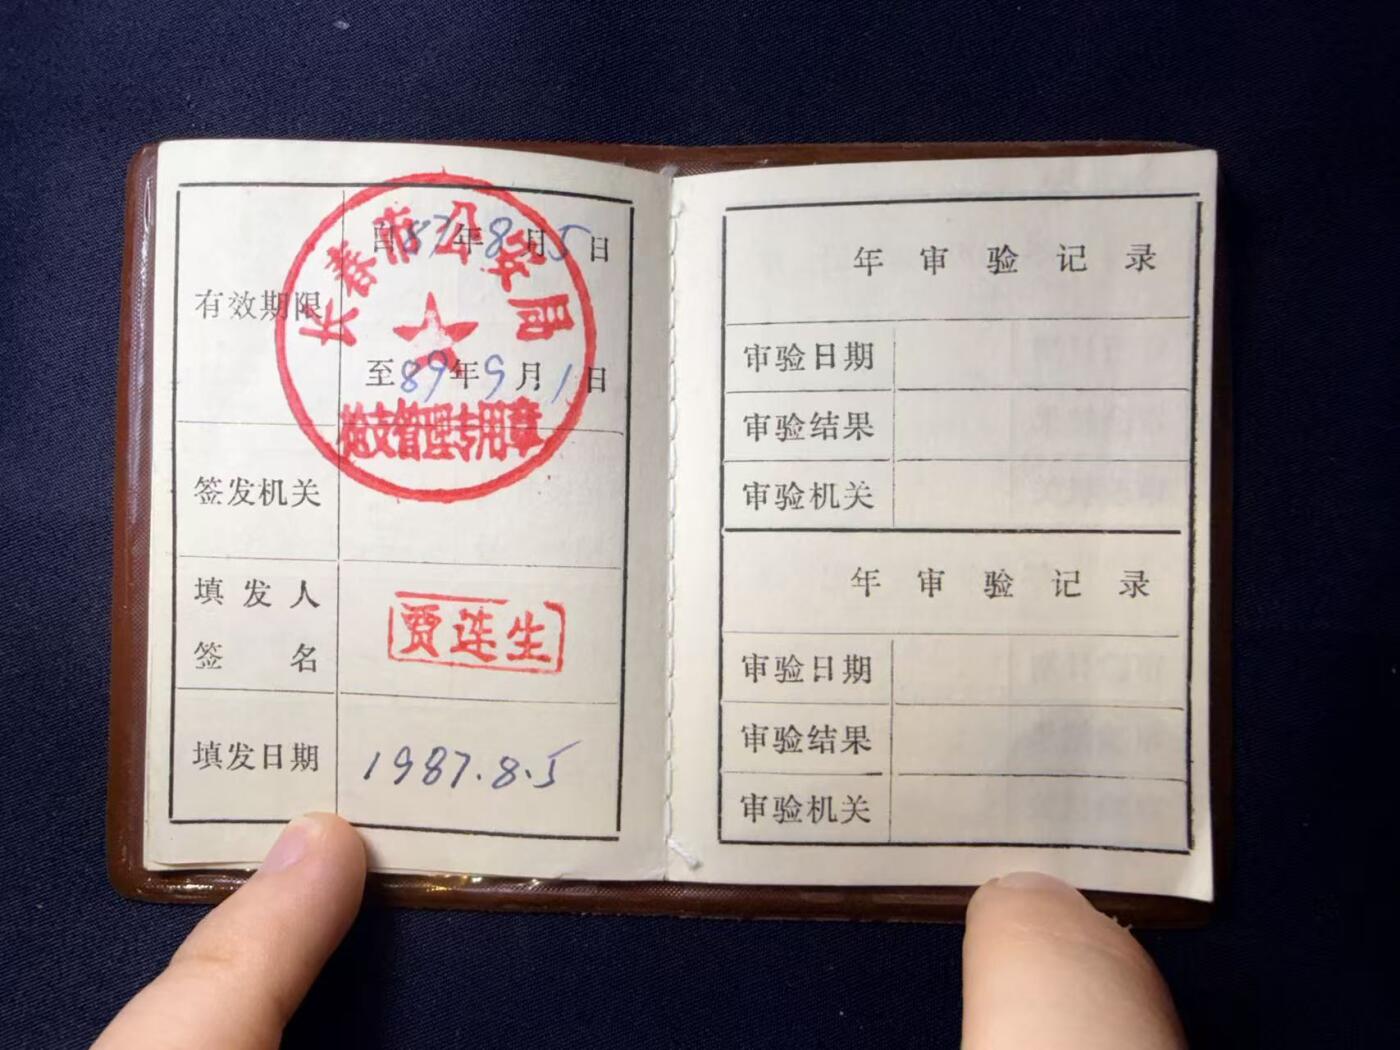 有效期限
自87年8月5日
至89年9月1日
长春市公安局
枪支管理专用章
签发机关
填发人
签名
贾连生
填发日期
1987.8.5
年审验记录
审验日期
审验结果
审验机关
年审验记录
审验日期
审验结果
审验机关